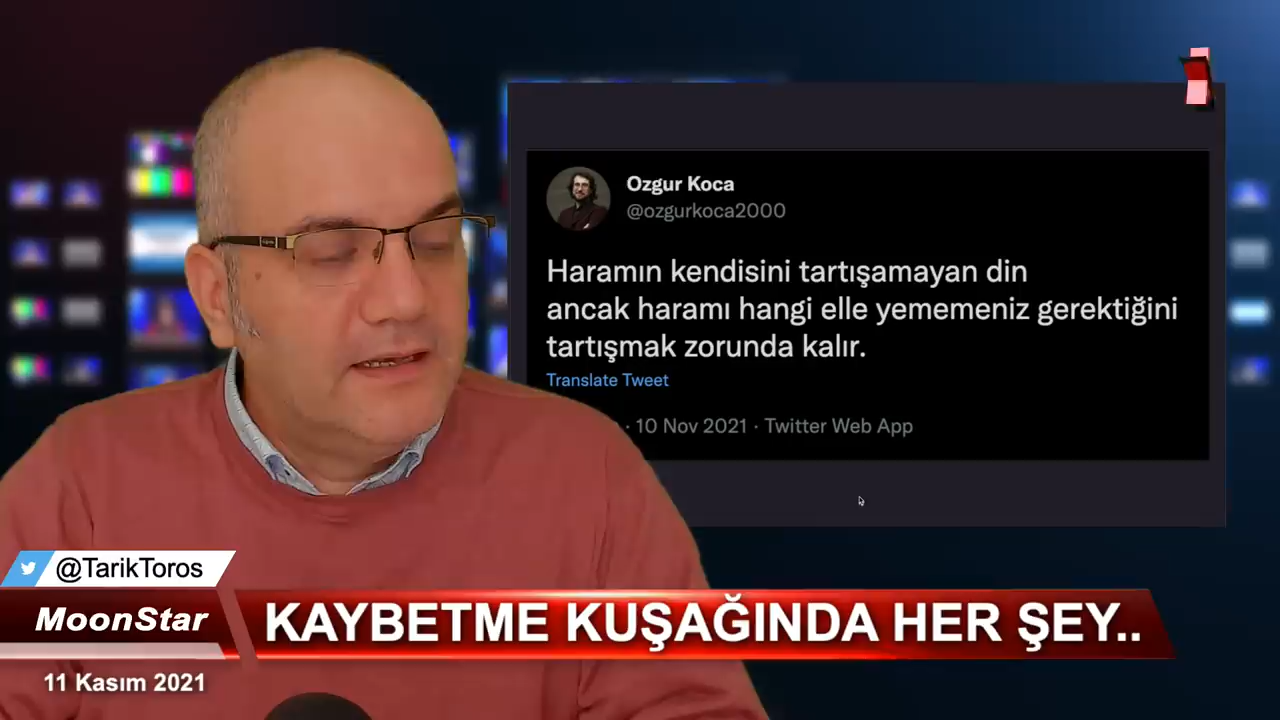 Ozgur Koca
@ozgurkoca2000
Haramın kendisini tartışamayan din
ancak haramı hangi elle yememeniz gerektiğini
tartışmak zorunda kalır.
Translate Tweet
· 10 Nov 2021 · Twitter Web App
@TarikToros
MoonStar
KAYBETME KUŞAĞINDA HER ŞEY..
11 Kasım 2021